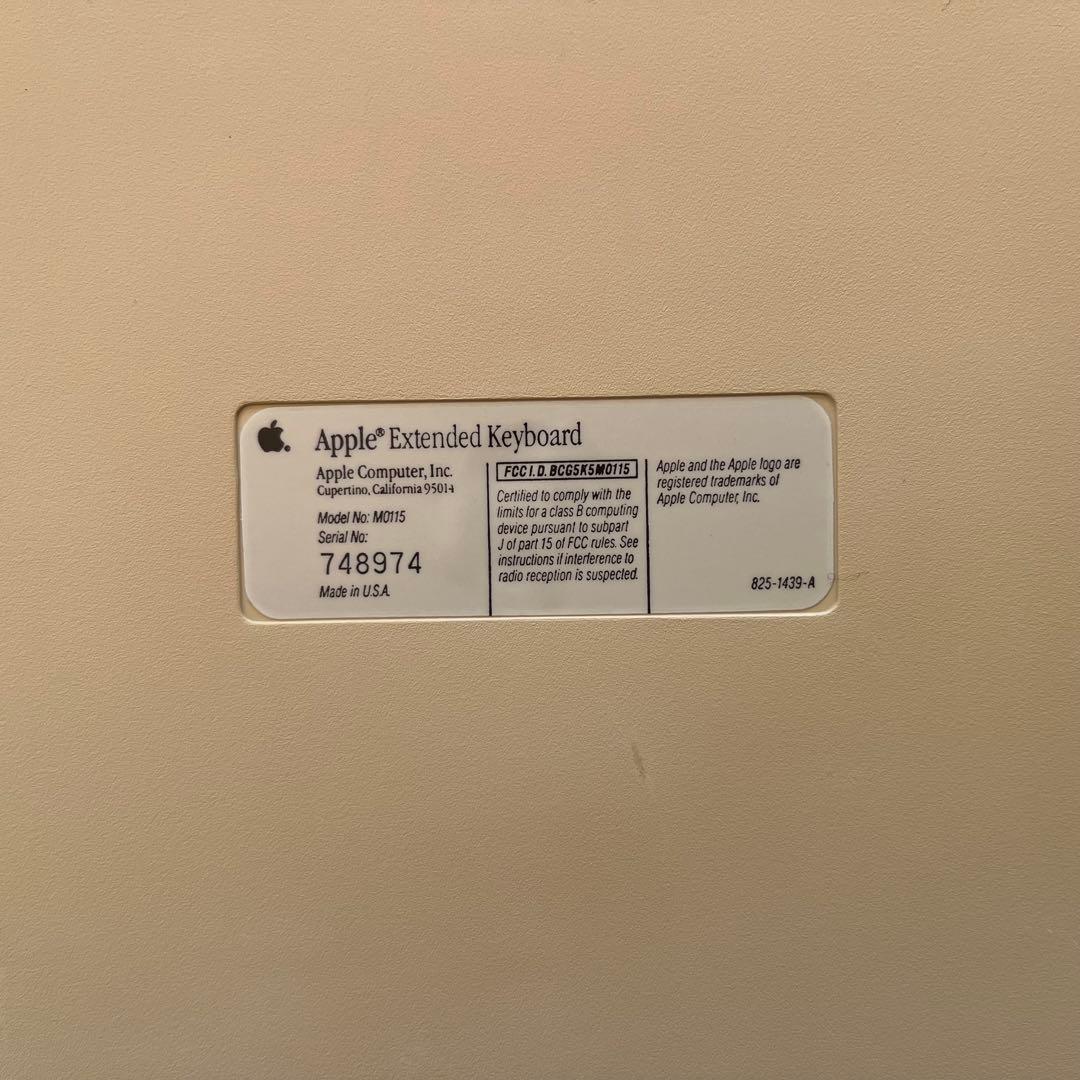 Apple® Extended Keyboard
Apple Computer, Inc.
Cupertino, California 95014
Model No: M0115
Serial No:
748974
Made in U.S.A.
FCC I.D. BCG5K5M0115
Certified to comply with the
limits for a class B computing
device pursuant to subpart
J of part 15 of FCC rules. See
instructions if interference to
radio reception is suspected.
Apple and the Apple logo are
registered trademarks of
Apple Computer, Inc.
825-1439-A